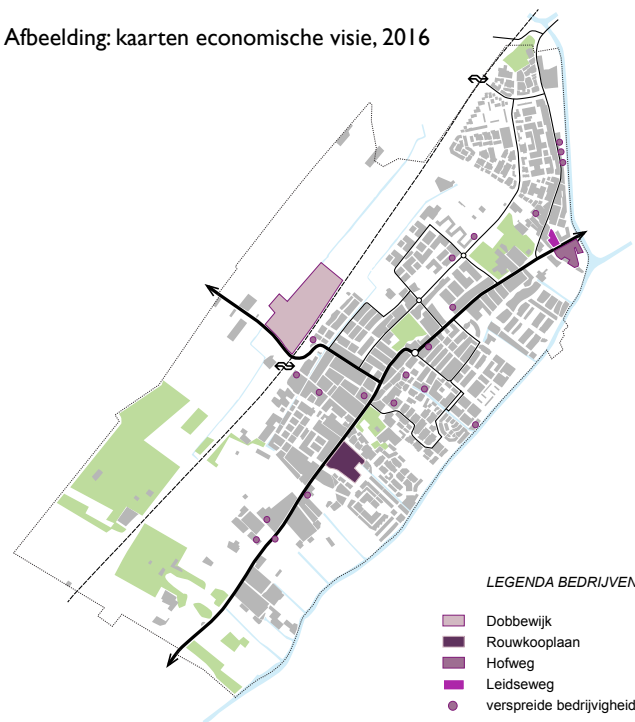 Afbeelding: kaarten economische visie, 2016
LEGENDA BEDRIJVEN
Dobbewijk
Rouwkooplaan
Hofweg
Leidseweg
verspreide bedrijvigheid